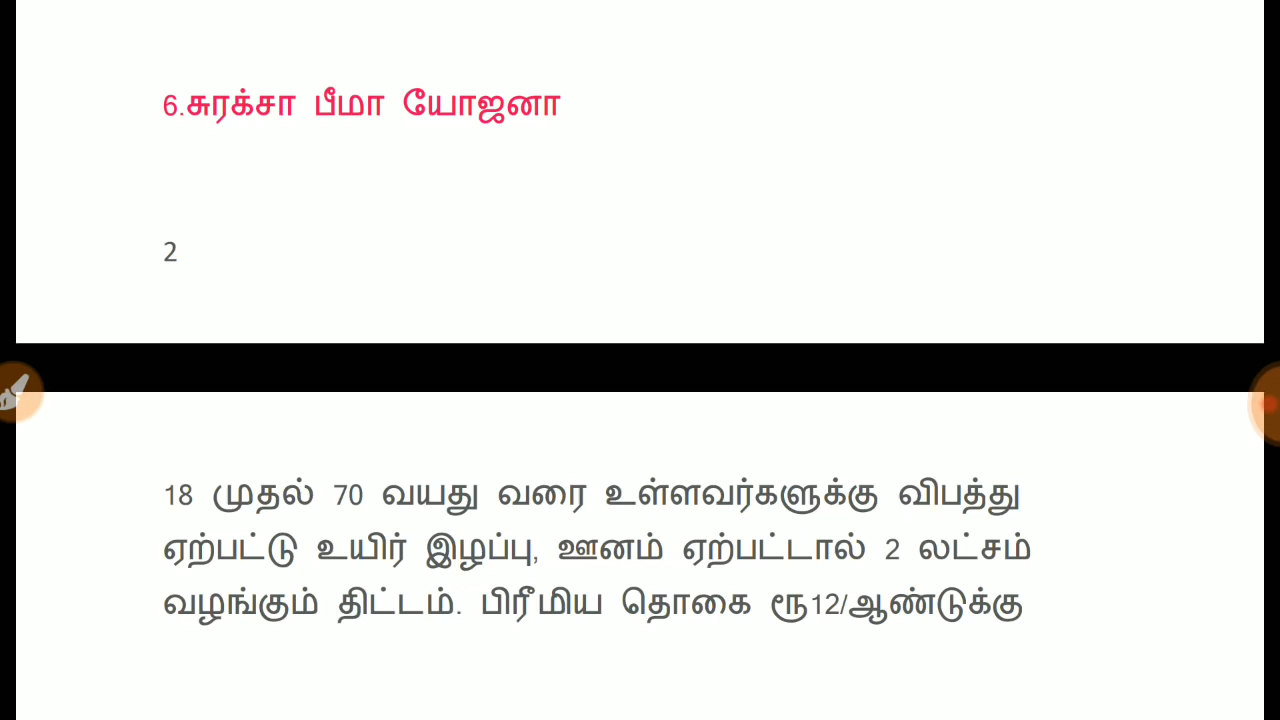 6.சுரக்சா பீமா யோஜனா
2
18 முதல் 70 வயது வரை உள்ளவர்களுக்கு விபத்து
ஏற்பட்டு உயிர் இழப்பு, ஊனம் ஏற்பட்டால் 2 லட்சம்
வழங்கும் திட்டம். பிரீமிய தொகை ரூ12/ஆண்டுக்கு